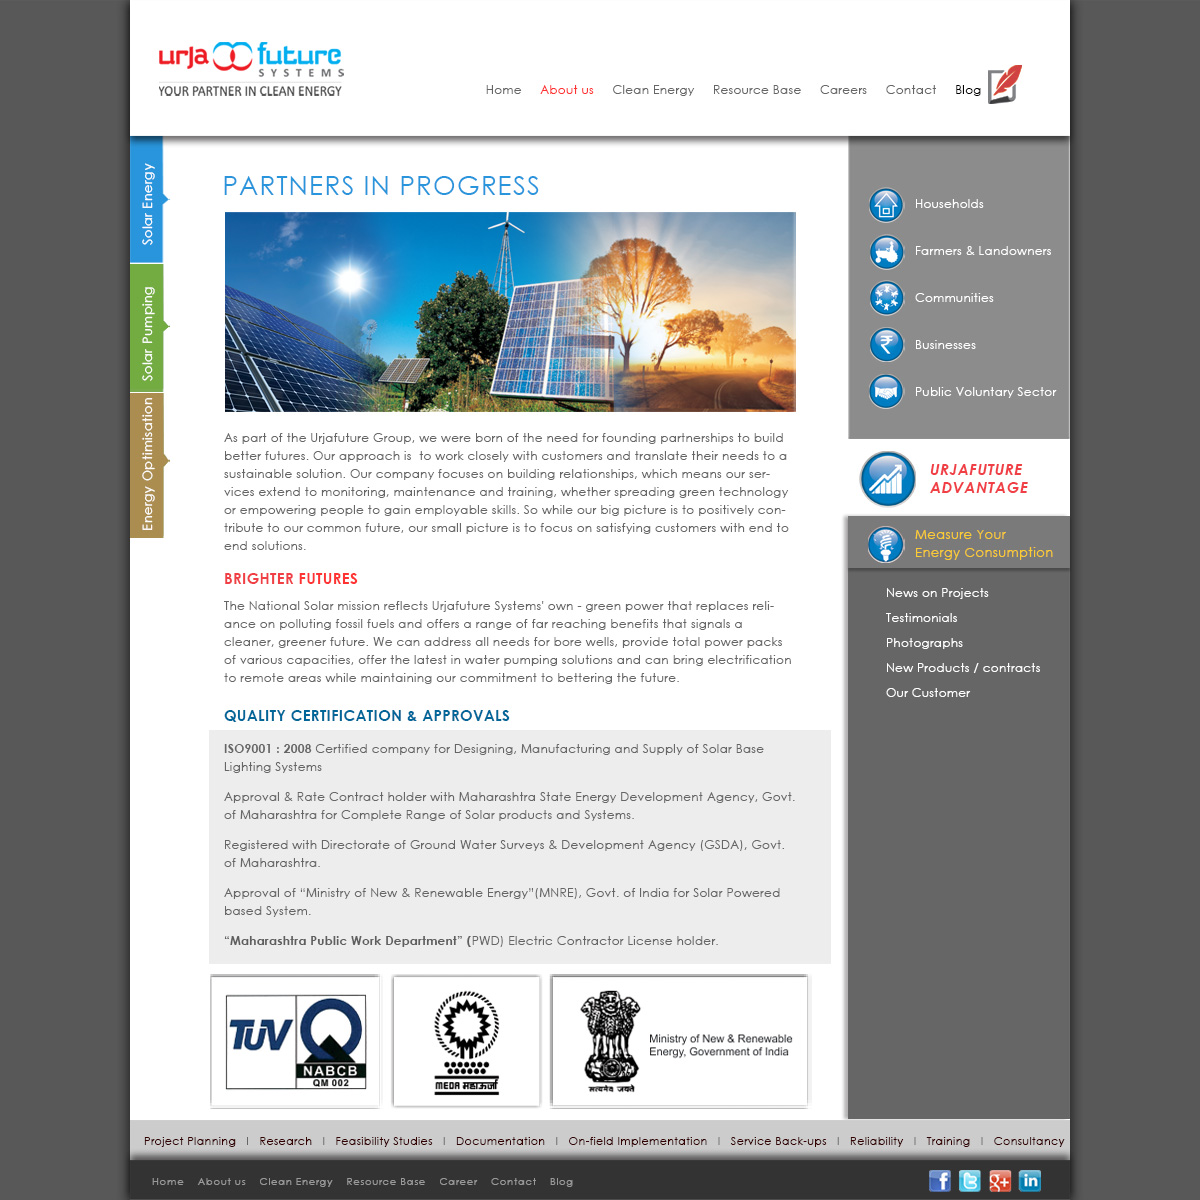 urja future
SYSTEMS
YOUR PARTNER IN CLEAN ENERGY
Home About us Clean Energy Resource Base Careers Contact Blog
Solar Energy
Solar Pumping
Energy Optimisation
PARTNERS IN PROGRESS
As part of the Urjafuture Group, we were born of the need for founding partnerships to build
better futures. Our approach is to work closely with customers and translate their needs to a
sustainable solution. Our company focuses on building relationships, which means our ser-
vices extend to monitoring, maintenance and training, whether spreading green technology
or empowering people to gain employable skills. So while our big picture is to positively con-
tribute to our common future, our small picture is to focus on satisfying customers with end to
end solutions.
BRIGHTER FUTURES
The National Solar mission reflects Urjafuture Systems' own - green power that replaces reli-
ance on polluting fossil fuels and offers a range of far reaching benefits that signals a
cleaner, greener future. We can address all needs for bore wells, provide total power packs
of various capacities, offer the latest in water pumping solutions and can bring electrification
to remote areas while maintaining our commitment to bettering the future.
QUALITY CERTIFICATION & APPROVALS
ISO9001 : 2008 Certified company for Designing, Manufacturing and Supply of Solar Base
Lighting Systems
Approval & Rate Contract holder with Maharashtra State Energy Development Agency, Govt.
of Maharashtra for Complete Range of Solar products and Systems.
Registered with Directorate of Ground Water Surveys & Development Agency (GSDA), Govt.
of Maharashtra.
Approval of “Ministry of New & Renewable Energy”(MNRE), Govt. of India for Solar Powered
based System.
“Maharashtra Public Work Department” (PWD) Electric Contractor License holder.
TÜV
NABCB
QM 002
MEDA महाऊर्जा
सत्यमेव जयते
Ministry of New & Renewable
Energy, Government of India
Households
Farmers & Landowners
Communities
₹
Businesses
Public Voluntary Sector
URJAFUTURE
ADVANTAGE
Measure Your
Energy Consumption
News on Projects
Testimonials
Photographs
New Products / contracts
Our Customer
Project Planning | Research | Feasibility Studies | Documentation | On-field Implementation | Service Back-ups | Reliability | Training | Consultancy
Home About us Clean Energy Resource Base Career Contact Blog
f t g+ in